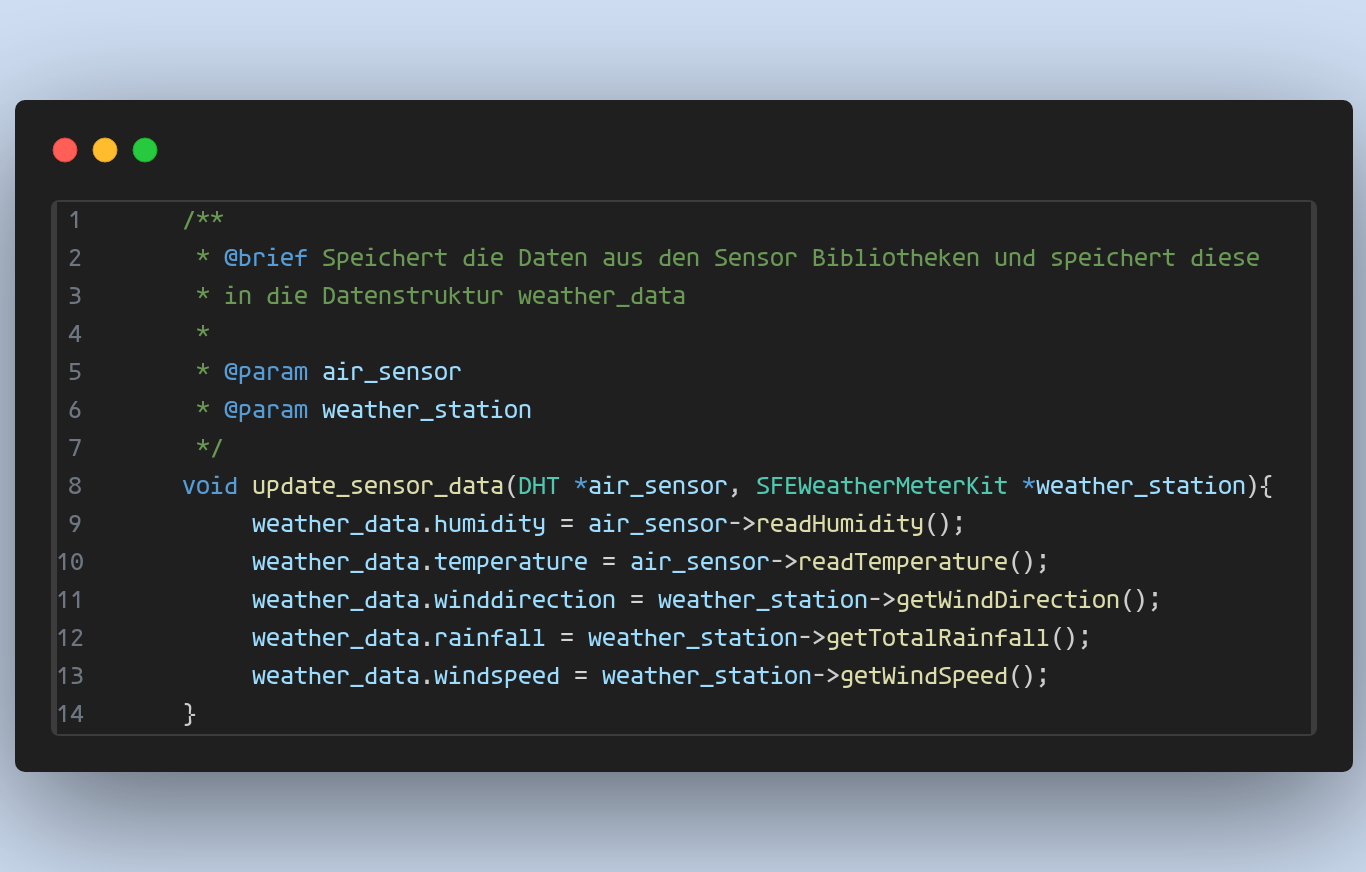 1 /**
2  * @brief Speichert die Daten aus den Sensor Bibliotheken und speichert diese
3  * in die Datenstruktur weather_data
4  *
5  * @param air_sensor
6  * @param weather_station
7  */
8 void update_sensor_data(DHT *air_sensor, SFEWeatherMeterKit *weather_station){
9      weather_data.humidity = air_sensor->readHumidity();
10      weather_data.temperature = air_sensor->readTemperature();
11      weather_data.winddirection = weather_station->getWindDirection();
12      weather_data.rainfall = weather_station->getTotalRainfall();
13      weather_data.windspeed = weather_station->getWindSpeed();
14 }